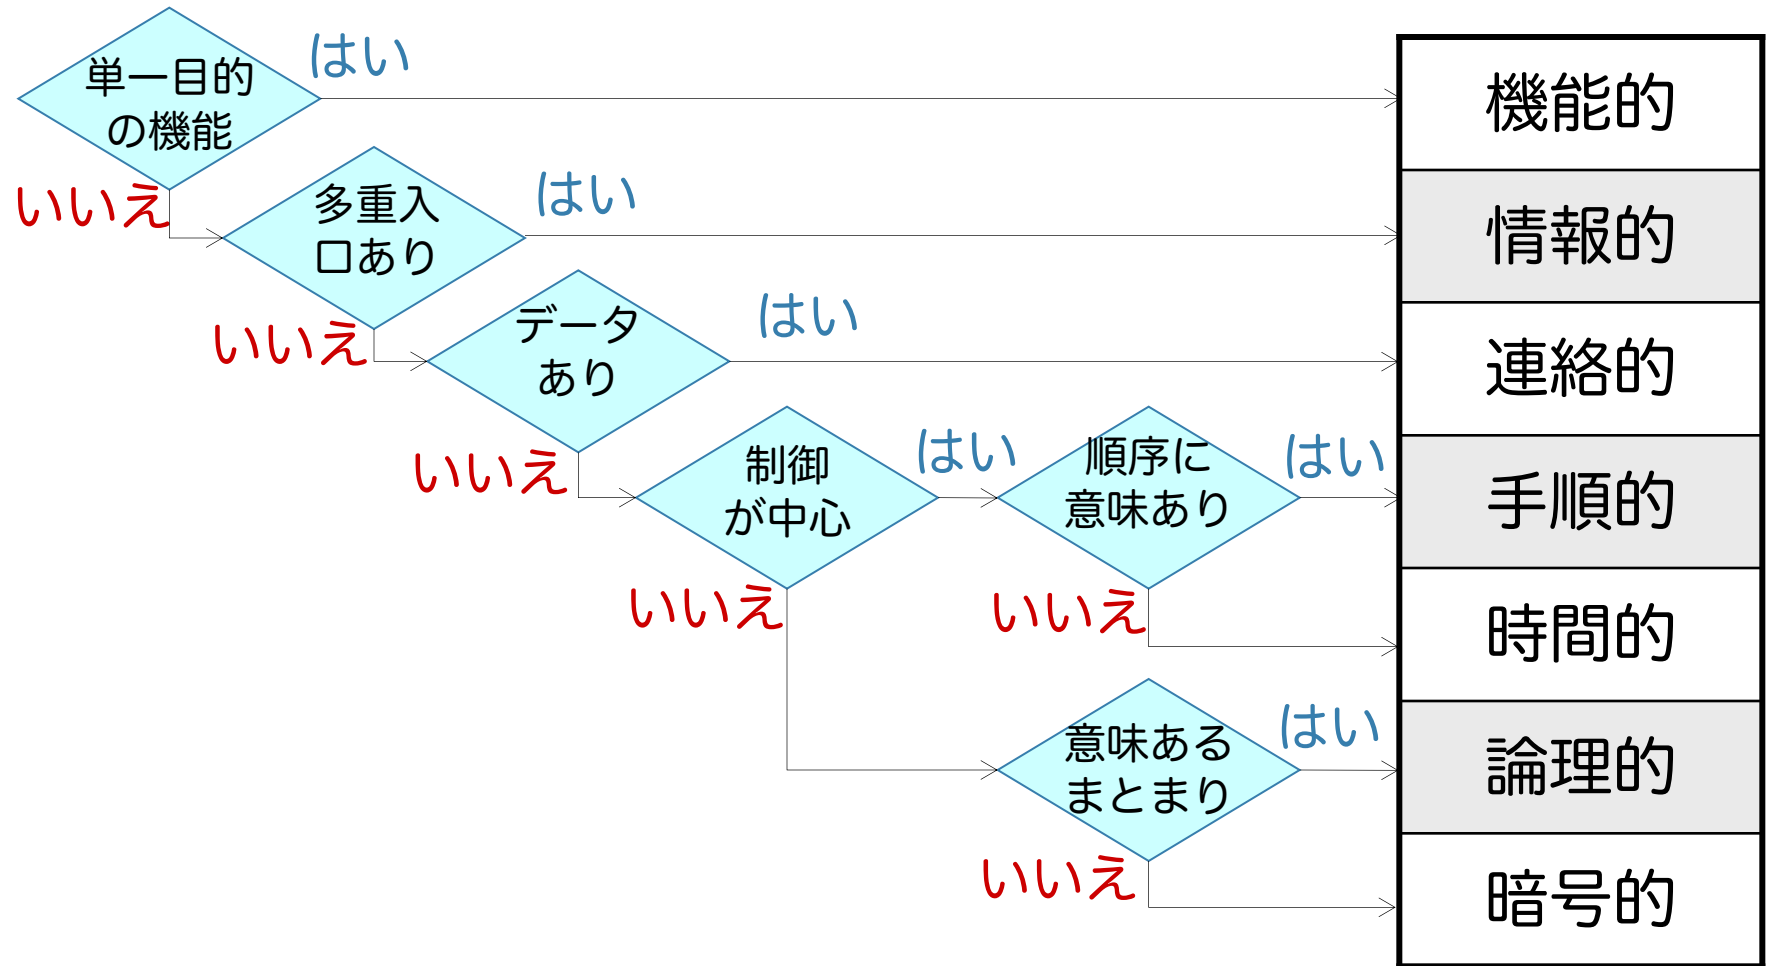 単一目的
の機能
はい
いいえ
機能的
多重入
口あり
はい
いいえ
情報的
データ
あり
はい
いいえ
連絡的
制御
が中心
はい
いいえ
順序に
意味あり
はい
いいえ
手順的
時間的
意味ある
まとまり
はい
いいえ
論理的
暗号的